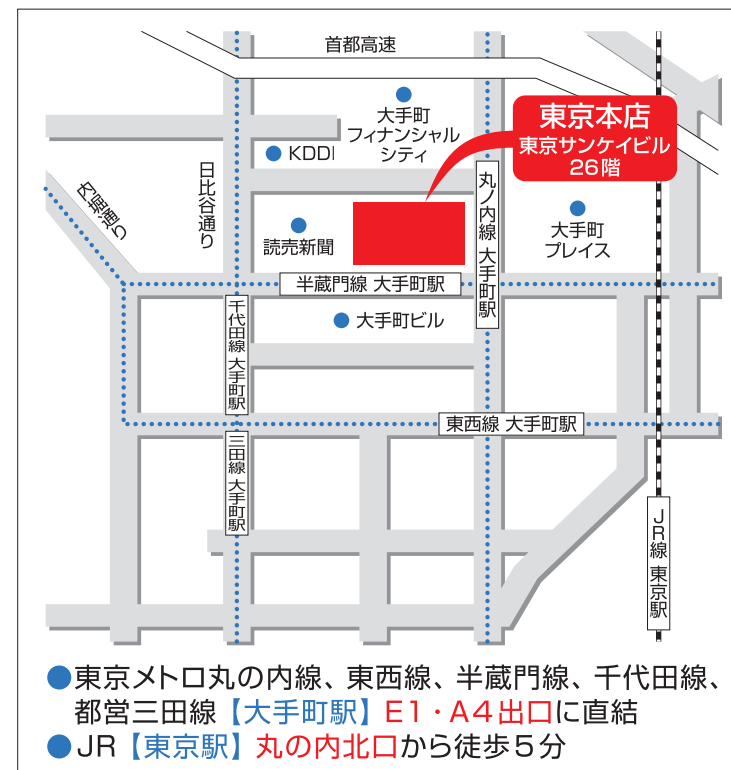 首都高速
大手町
フィナンシャル
シティ
KDDI
東京本店
東京サンケイビル
26階
内堀通り
日比谷通り
読売新聞
丸ノ内線 大手町駅
大手町
プレイス
半蔵門線 大手町駅
千代田線 大手町駅
大手町ビル
東西線 大手町駅
三田線 大手町駅
JR線 東京駅
●東京メトロ丸の内線、東西線、半蔵門線、千代田線、
都営三田線【大手町駅】E1・A4出口に直結
●JR【東京駅】丸の内北口から徒歩5分